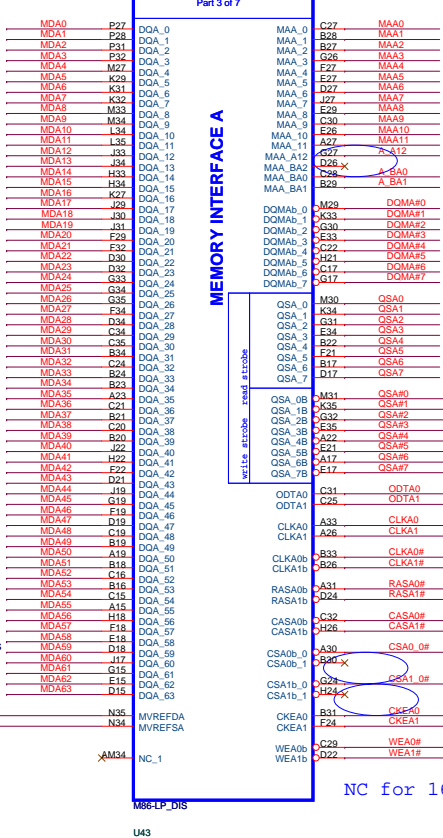 Part 3 of 7
MDA0 P27 DQA_0
MDA1 P28 DQA_1
MDA2 P31 DQA_2
MDA3 P32 DQA_3
MDA4 M27 DQA_4
MDA5 K29 DQA_5
MDA6 K31 DQA_6
MDA7 K32 DQA_7
MDA8 M33 DQA_8
MDA9 M34 DQA_9
MDA10 L34 DQA_10
MDA11 L35 DQA_11
MDA12 J33 DQA_12
MDA13 J34 DQA_13
MDA14 H33 DQA_14
MDA15 H34 DQA_15
MDA16 K27 DQA_16
MDA17 J29 DQA_17
MDA18 J30 DQA_18
MDA19 J31 DQA_19
MDA20 F29 DQA_20
MDA21 F32 DQA_21
MDA22 D30 DQA_22
MDA23 D32 DQA_23
MDA24 G33 DQA_24
MDA25 G34 DQA_25
MDA26 G35 DQA_26
MDA27 F34 DQA_27
MDA28 D34 DQA_28
MDA29 C34 DQA_29
MDA30 C35 DQA_30
MDA31 B34 DQA_31
MDA32 C24 DQA_32
MDA33 B24 DQA_33
MDA34 B23 DQA_34
MDA35 A23 DQA_35
MDA36 C21 DQA_36
MDA37 B21 DQA_37
MDA38 C20 DQA_38
MDA39 B20 DQA_39
MDA40 J22 DQA_40
MDA41 H22 DQA_41
MDA42 F22 DQA_42
MDA43 D21 DQA_43
MDA44 J19 DQA_44
MDA45 G19 DQA_45
MDA46 F19 DQA_46
MDA47 D19 DQA_47
MDA48 C19 DQA_48
MDA49 B19 DQA_49
MDA50 A19 DQA_50
MDA51 B18 DQA_51
MDA52 C16 DQA_52
MDA53 B16 DQA_53
MDA54 C15 DQA_54
MDA55 A15 DQA_55
MDA56 H18 DQA_56
MDA57 F18 DQA_57
MDA58 E18 DQA_58
MDA59 D18 DQA_59
MDA60 J17 DQA_60
MDA61 G15 DQA_61
MDA62 E15 DQA_62
MDA63 D15 DQA_63
N35 MVREFDA
N34 MVREFSA
AM34 NC_1
MEMORY INTERFACE A
read strobe
write strobe
MAA_0 C27 MAA0
MAA_1 B28 MAA1
MAA_2 B27 MAA2
MAA_3 G26 MAA3
MAA_4 F27 MAA4
MAA_5 E27 MAA5
MAA_6 D27 MAA6
MAA_7 J27 MAA7
MAA_8 E29 MAA8
MAA_9 C30 MAA9
MAA_10 E26 MAA10
MAA_11 A27 MAA11
MAA_A12 G27 A_A12
MAA_BA2 D26
MAA_BA0 C28 A_BA0
MAA_BA1 B29 A_BA1
DQMAb_0 M29 DQMA#0
DQMAb_1 K33 DQMA#1
DQMAb_2 G30 DQMA#2
DQMAb_3 E33 DQMA#3
DQMAb_4 C22 DQMA#4
DQMAb_5 H21 DQMA#5
DQMAb_6 C17 DQMA#6
DQMAb_7 G17 DQMA#7
QSA_0 M30 QSA0
QSA_1 K34 QSA1
QSA_2 G31 QSA2
QSA_3 E34 QSA3
QSA_4 B22 QSA4
QSA_5 F21 QSA5
QSA_6 B17 QSA6
QSA_7 D17 QSA7
QSA_0B M31 QSA#0
QSA_1B K35 QSA#1
QSA_2B G32 QSA#2
QSA_3B E35 QSA#3
QSA_4B A22 QSA#4
QSA_5B E21 QSA#5
QSA_6B A17 QSA#6
QSA_7B E17 QSA#7
ODTA0 C31 ODTA0
ODTA1 C25 ODTA1
CLKA0 A33 CLKA0
CLKA1 A26 CLKA1
CLKA0b B33 CLKA0#
CLKA1b B26 CLKA1#
RASA0b A31 RASA0#
RASA1b D24 RASA1#
CASA0b C32 CASA0#
CASA1b H26 CASA1#
CSA0b_0 A30 CSA0_0#
CSA0b_1 B30
CSA1b_0 G24 CSA1_0#
CSA1b_1 H24
CKEA0 B31 CKEA0
CKEA1 F24 CKEA1
WEA0b C29 WEA0#
WEA1b D22 WEA1#
NC for 16
M86-LP_DIS
U43